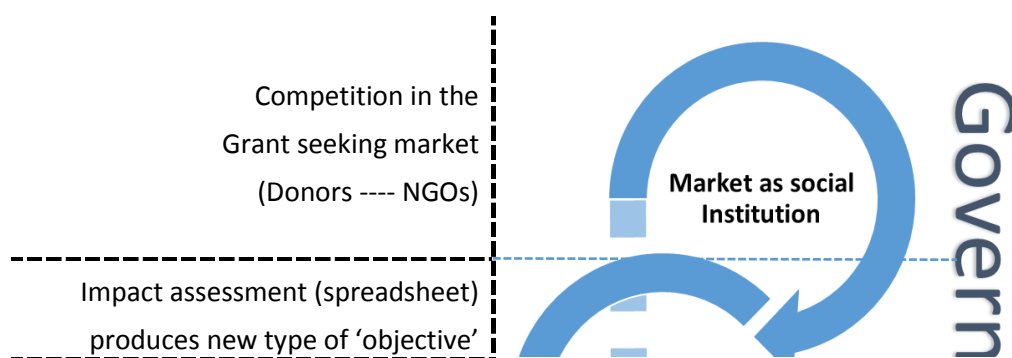 Competition in the
Grant seeking market
(Donors ---- NGOs)
Market as social
Institution
Impact assessment (spreadsheet)
produces new type of ‘objective’
Govern